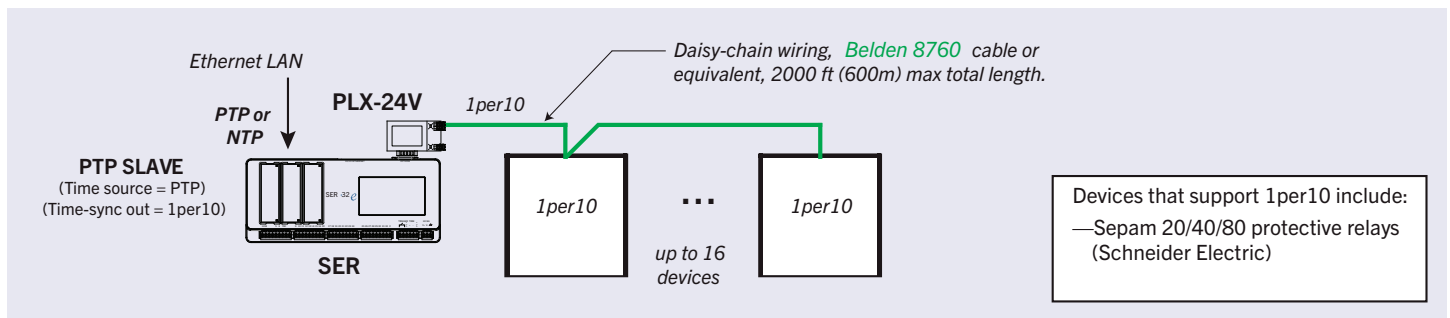 Ethernet LAN
PTP or
NTP
PLX-24V
1per10
Daisy-chain wiring, Belden 8760 cable or
equivalent, 2000 ft (600m) max total length.
PTP SLAVE
(Time source = PTP)
(Time-sync out = 1per10)
SER -32 e
SER
1per10
...
up to 16
devices
1per10
Devices that support 1per10 include:
—Sepam 20/40/80 protective relays
(Schneider Electric)